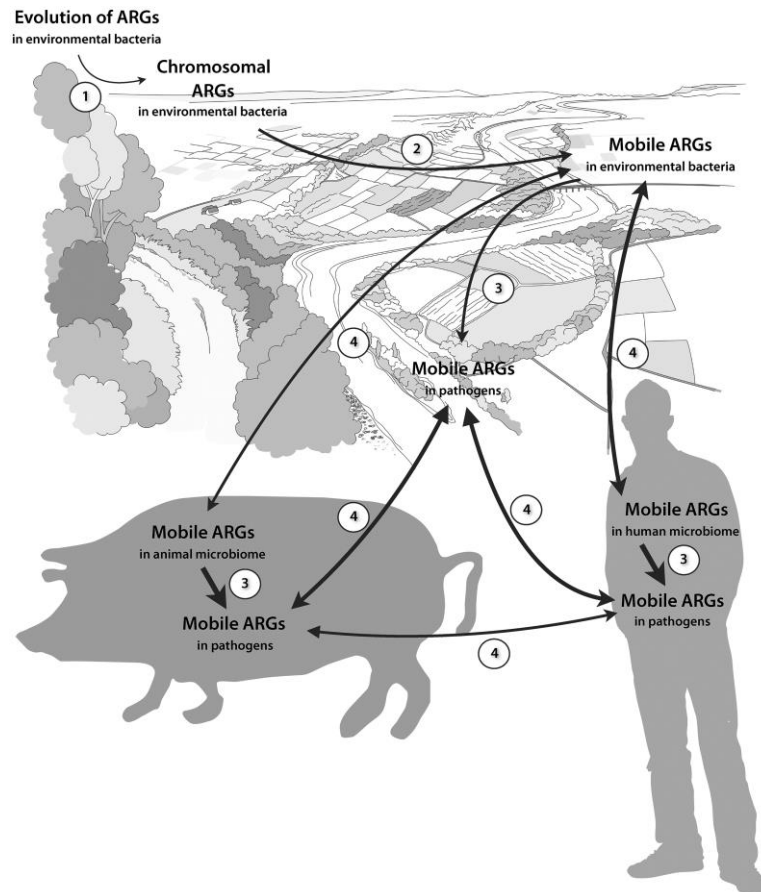 Evolution of ARGs
in environmental bacteria
1
Chromosomal
ARGs
in environmental bacteria
2
Mobile ARGs
in environmental bacteria
3
4
4
Mobile ARGs
in pathogens
4
4
Mobile ARGs
in animal microbiome
3
Mobile ARGs
in pathogens
Mobile ARGs
in human microbiome
3
Mobile ARGs
in pathogens
4